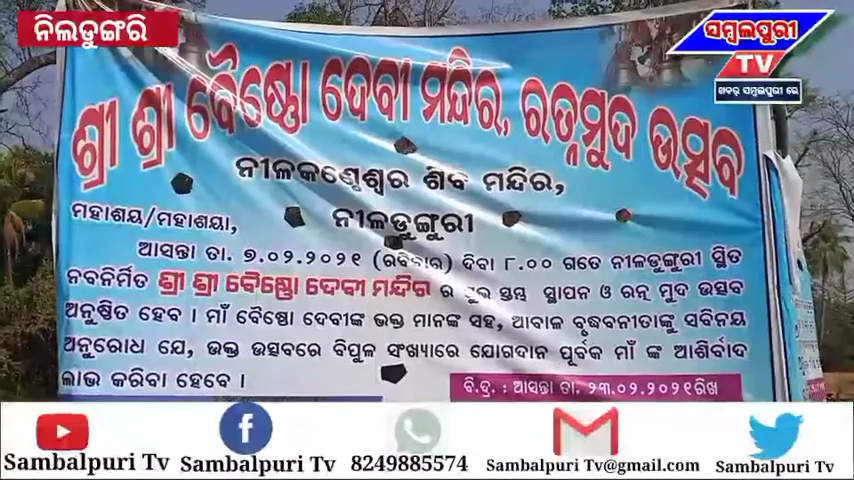 ନିଲଡୁଙ୍ଗରି
ସମ୍ବଲପୁରୀ
TV
ଖବର୍ ସମ୍ବଲପୁରୀ ରେ
ଶ୍ରୀ ଶ୍ରୀ ବୈଷ୍ଣୋ ଦେବୀ ମନ୍ଦିର, ରତ୍ନମୁଦ ଉତ୍ସବ
ନୀଳକଣ୍ଠେଶ୍ୱର ଶିବ ମନ୍ଦିର,
ନୀଳଡୁଙ୍ଗୁରୀ
ମହାଶୟ/ମହାଶୟା,
ଆସନ୍ତା ତା. ୭.୦୨.୨୦୨୧ (ରବିବାର) ଦିବା ୮.୦୦ ଗତେ ନୀଳଡୁଙ୍ଗୁରୀ ସ୍ଥିତ
ନବନିର୍ମିତ ଶ୍ରୀ ଶ୍ରୀ ବୈଷ୍ଣୋ ଦେବୀ ମନ୍ଦିର ର ଶୁଭ ସ୍ତମ୍ଭ ସ୍ଥାପନ ଓ ରତ୍ନ ମୁଦ ଉତ୍ସବ
ଅନୁଷ୍ଠିତ ହେବ । ମାଁ ବୈଷ୍ଣୋ ଦେବୀଙ୍କ ଭକ୍ତ ମାନଙ୍କ ସହ, ଆବାଳ ବୃଦ୍ଧବନୀତାଙ୍କୁ ସବିନୟ
ଅନୁରୋଧ ଯେ, ଉକ୍ତ ଉତ୍ସବରେ ବିପୁଳ ସଂଖ୍ୟାରେ ଯୋଗଦାନ ପୂର୍ବକ ମାଁ ଙ୍କ ଆଶିର୍ବାଦ
ଲାଭ କରିବା ହେବେ ।
ବି.ଦ୍ର. : ଆସନ୍ତା ତା. ୨୩.୦୨.୨୦୨୧ରିଖ
Sambalpuri Tv Sambalpuri Tv 8249885574 Sambalpuri Tv@gmail.com Sambalpuri Tv